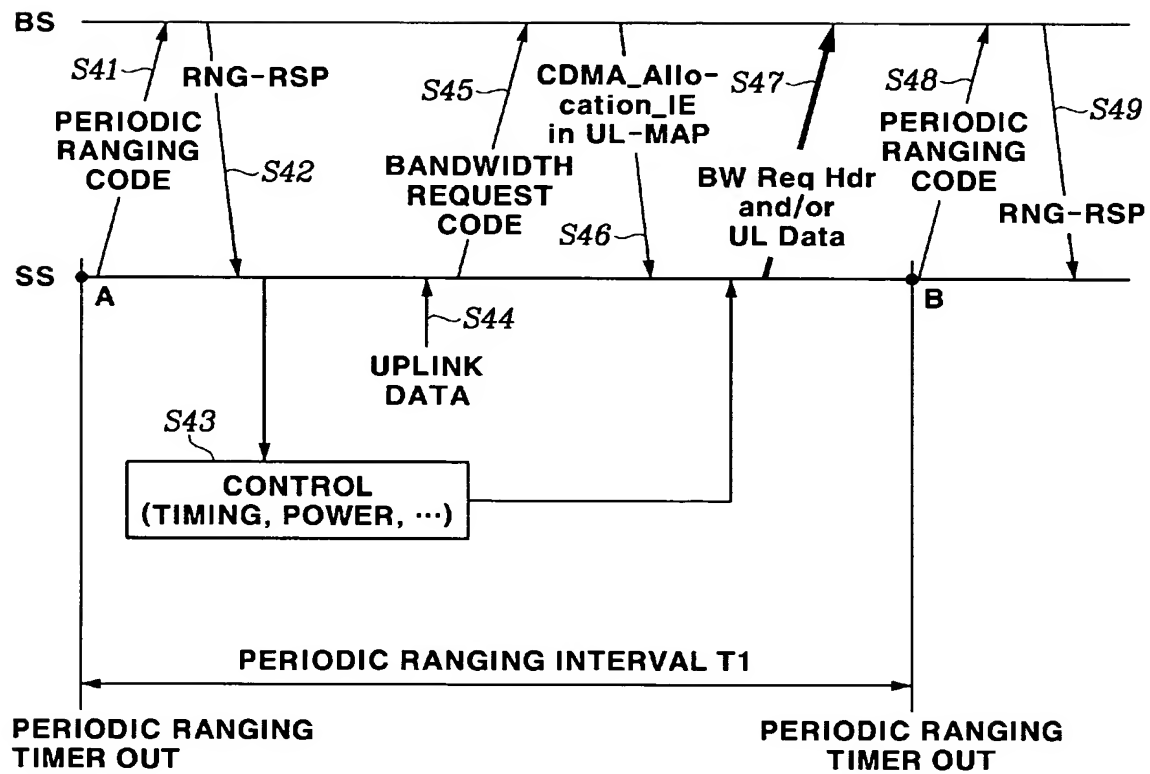 BS
S41
RNG-RSP
PERIODIC
RANGING
CODE
S42
S45
BANDWIDTH
REQUEST
CODE
CDMA_Allo-
cation_IE
in UL-MAP
S46
S47
BW Req Hdr
and/or
UL Data
S48
PERIODIC
RANGING
CODE
S49
RNG-RSP
SS
A
B
S44
UPLINK
DATA
S43
CONTROL
(TIMING, POWER, ···)
PERIODIC RANGING INTERVAL T1
PERIODIC RANGING
TIMER OUT
PERIODIC RANGING
TIMER OUT